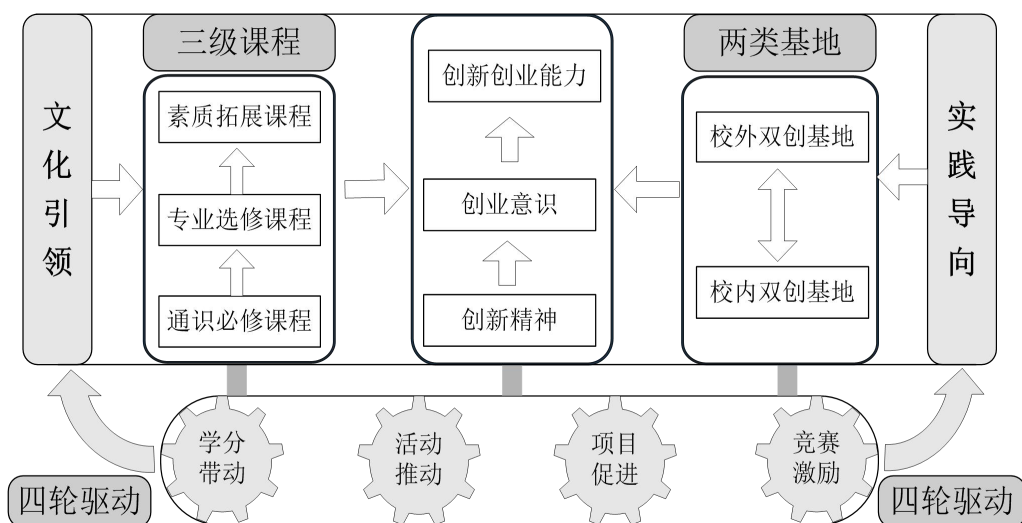 三级课程
两类基地
文化引领
素质拓展课程
专业选修课程
通识必修课程
创新创业能力
创业意识
创新精神
校外双创基地
校内双创基地
实践导向
学分
带动
活动
推动
项目
促进
竞赛
激励
四轮驱动
四轮驱动